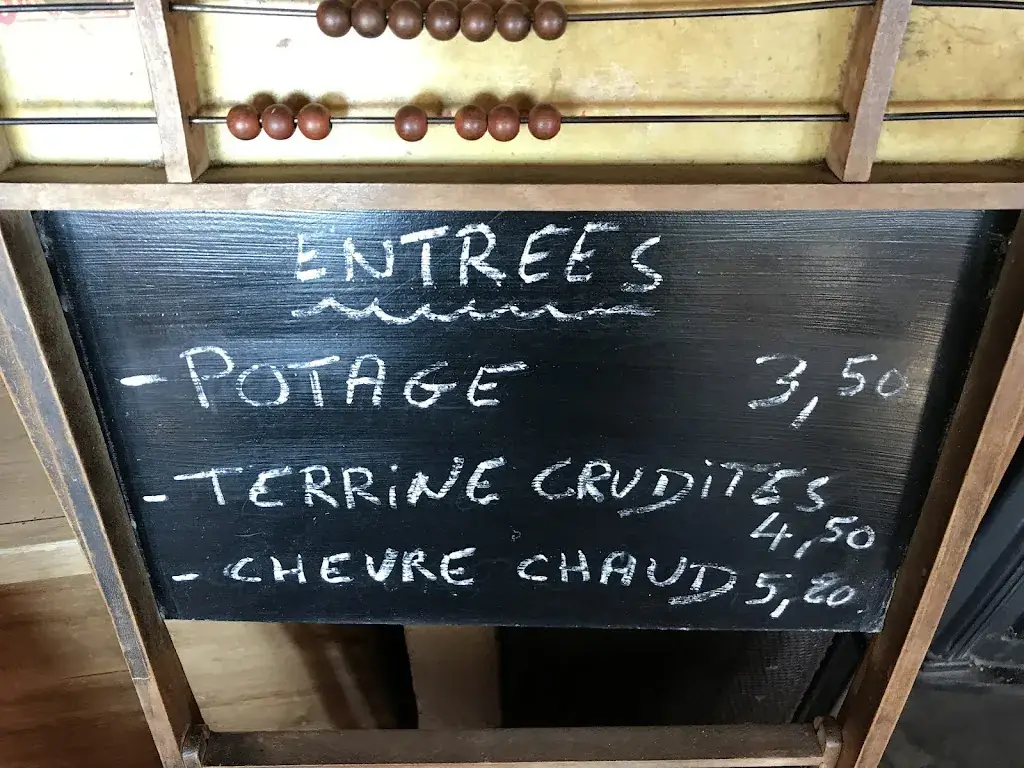 ENTREES
- POTAGE 3,50
- TERRiNE CRUDiTES
4,50
- CHEVRE CHAUD 5,20